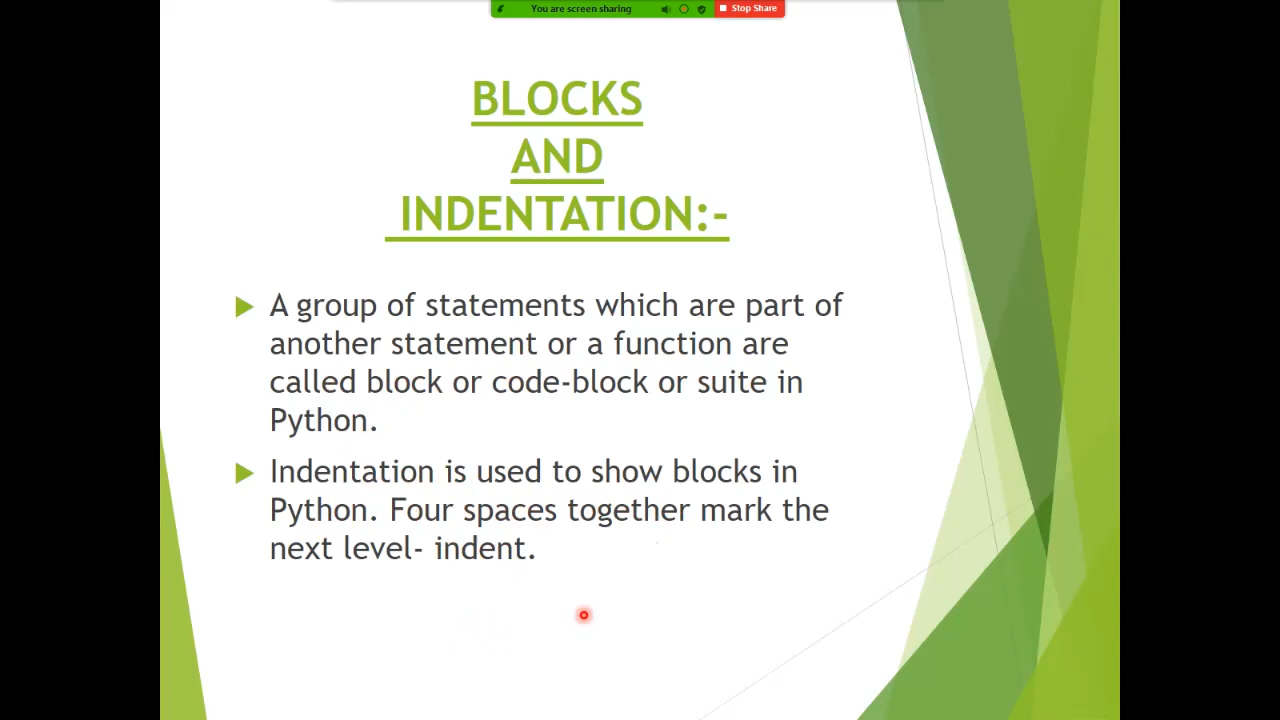 You are screen sharing
Stop Share
BLOCKS
AND
INDENTATION:-
A group of statements which are part of
another statement or a function are
called block or code-block or suite in
Python.
Indentation is used to show blocks in
Python. Four spaces together mark the
next level- indent.